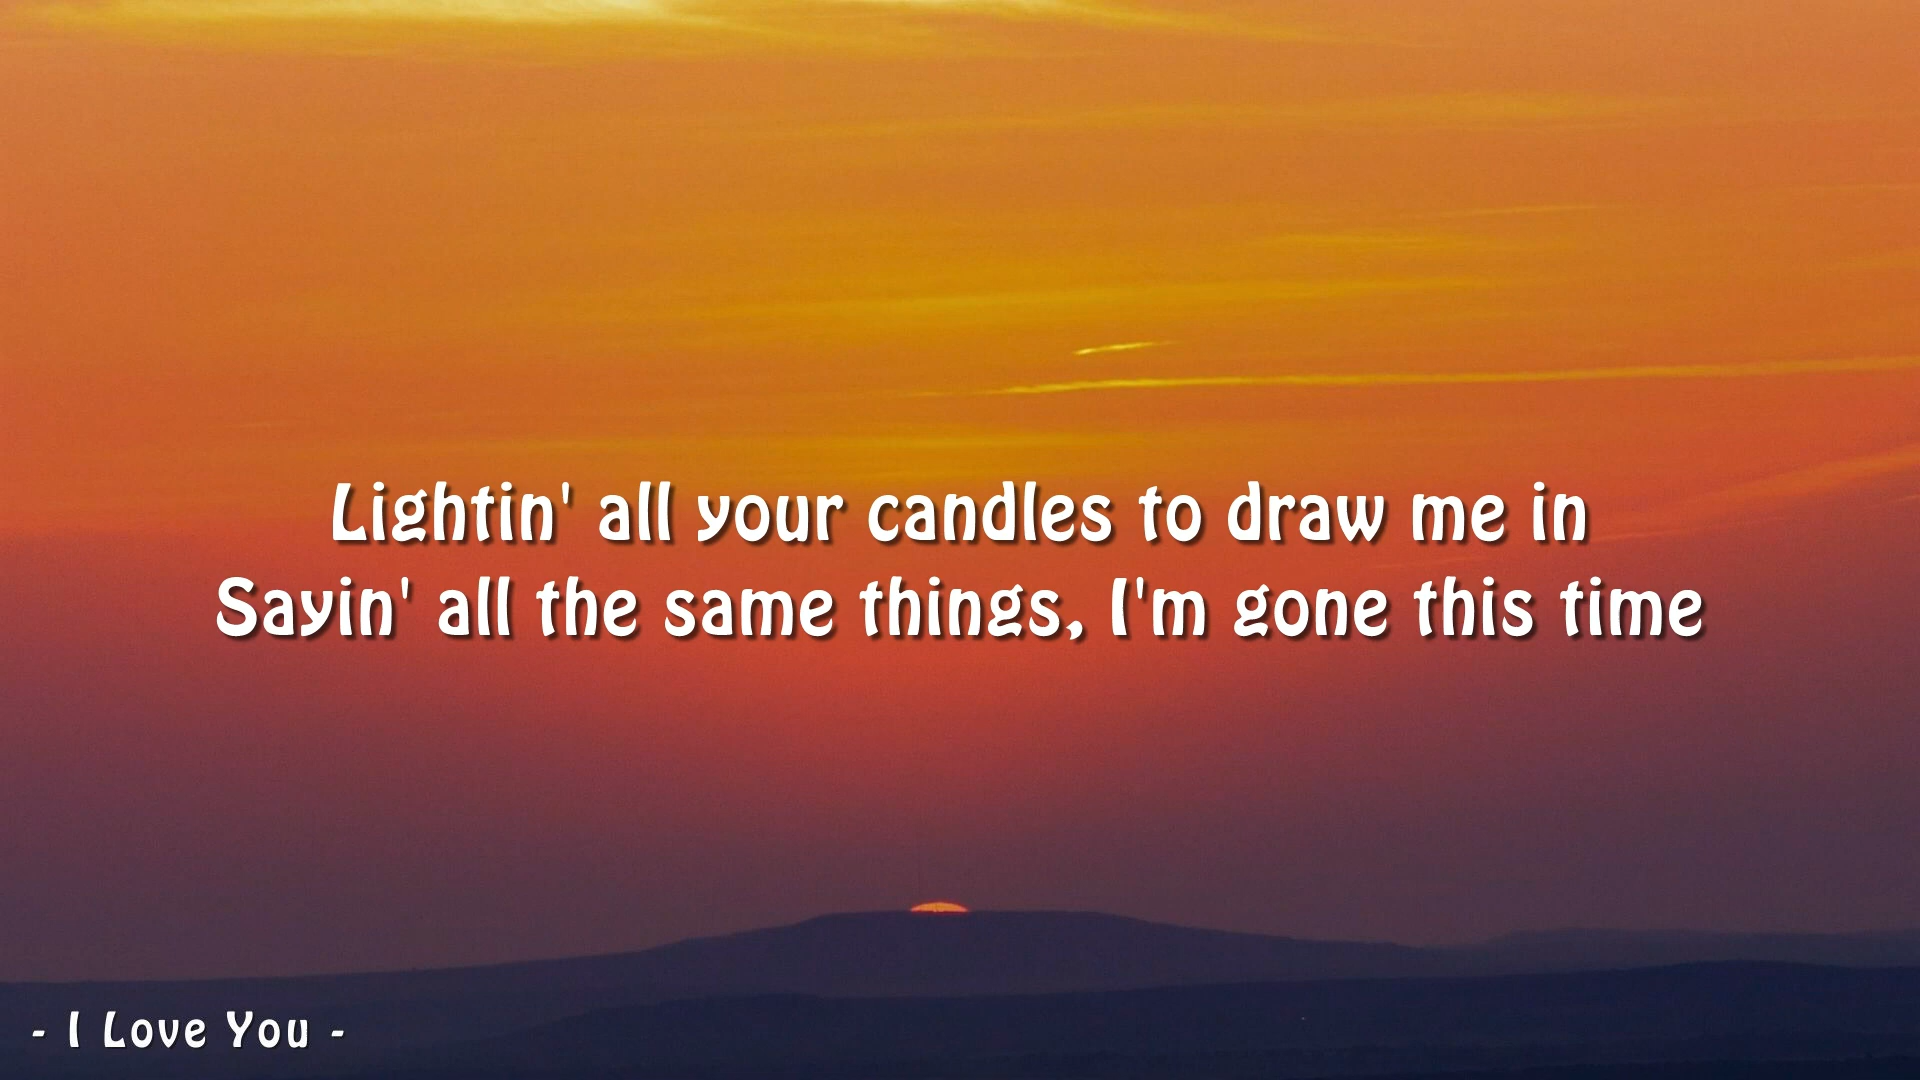 Lightin' all your candles to draw me in
Sayin' all the same things, I'm gone this time
- I Love You -